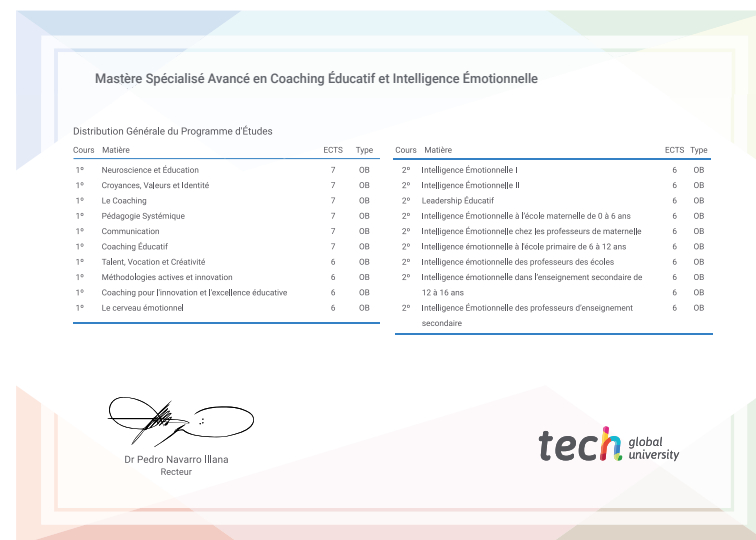 Mastère Spécialisé Avancé en Coaching Éducatif et Intelligence Émotionnelle
Distribution Générale du Programme d'Études
Cours Matière ECTS Type
1º Neuroscience et Éducation 7 OB
1º Croyances, Valeurs et Identité 7 OB
1º Le Coaching 7 OB
1º Pédagogie Systémique 7 OB
1º Communication 7 OB
1º Coaching Éducatif 7 OB
1º Talent, Vocation et Créativité 6 OB
1º Méthodologies actives et innovation 6 OB
1º Coaching pour l'innovation et l'excellence éducative 6 OB
1º Le cerveau émotionnel 6 OB
Cours Matière ECTS Type
2º Intelligence Émotionnelle I 6 OB
2º Intelligence Émotionnelle II 6 OB
2º Leadership Éducatif 6 OB
2º Intelligence Émotionnelle à l'école maternelle de 0 à 6 ans 6 OB
2º Intelligence Émotionnelle chez les professeurs de maternelle 6 OB
2º Intelligence émotionnelle à l'école primaire de 6 à 12 ans 6 OB
2º Intelligence émotionnelle des professeurs des écoles 6 OB
2º Intelligence émotionnelle dans l'enseignement secondaire de 6 OB
12 à 16 ans 6 OB
2º Intelligence Émotionnelle des professeurs d'enseignement 6 OB
secondaire
Dr Pedro Navarro Illana
Recteur
tech global
university